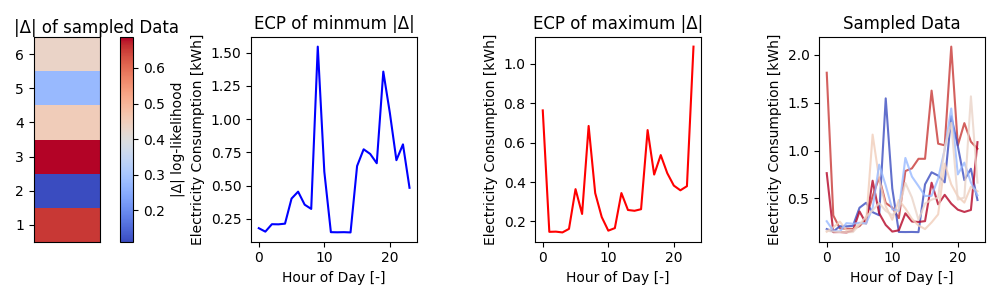 |Δ| of sampled Data
6
5
4
3
2
1
0.6
0.5
0.4
0.3
0.2
|Δ| log-likelihood
ECP of minmum |Δ|
Electricity Consumption [kWh]
1.50
1.25
1.00
0.75
0.50
0.25
0 10 20
Hour of Day [-]
ECP of maximum |Δ|
Electricity Consumption [kWh]
1.0
0.8
0.6
0.4
0.2
0 10 20
Hour of Day [-]
Sampled Data
Electricity Consumption [kWh]
2.0
1.5
1.0
0.5
0 10 20
Hour of Day [-]